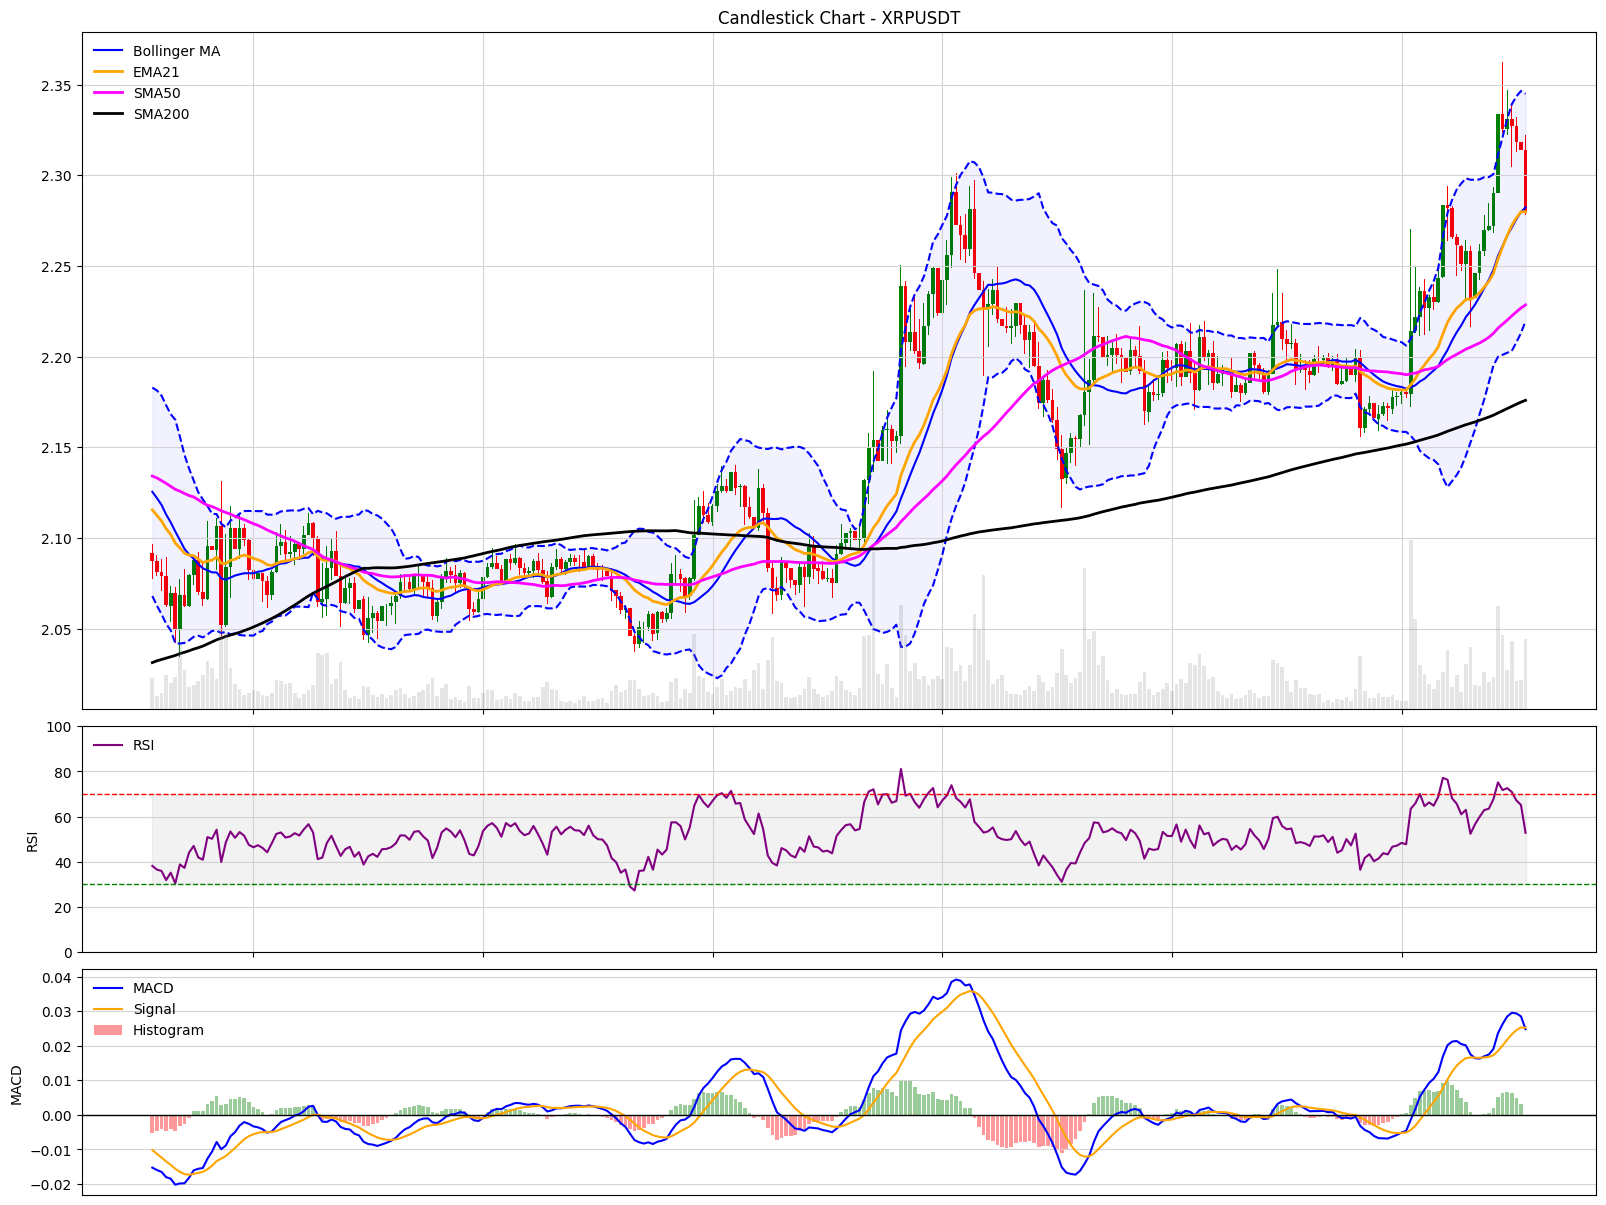 Candlestick Chart - XRPUSDT
Bollinger MA
EMA21
SMA50
SMA200
2.35
2.30
2.25
2.20
2.15
2.10
2.05
RSI
100
80
60
40
20
0
RSI
MACD
Signal
Histogram
0.04
0.03
0.02
0.01
0.00
−0.01
−0.02
MACD